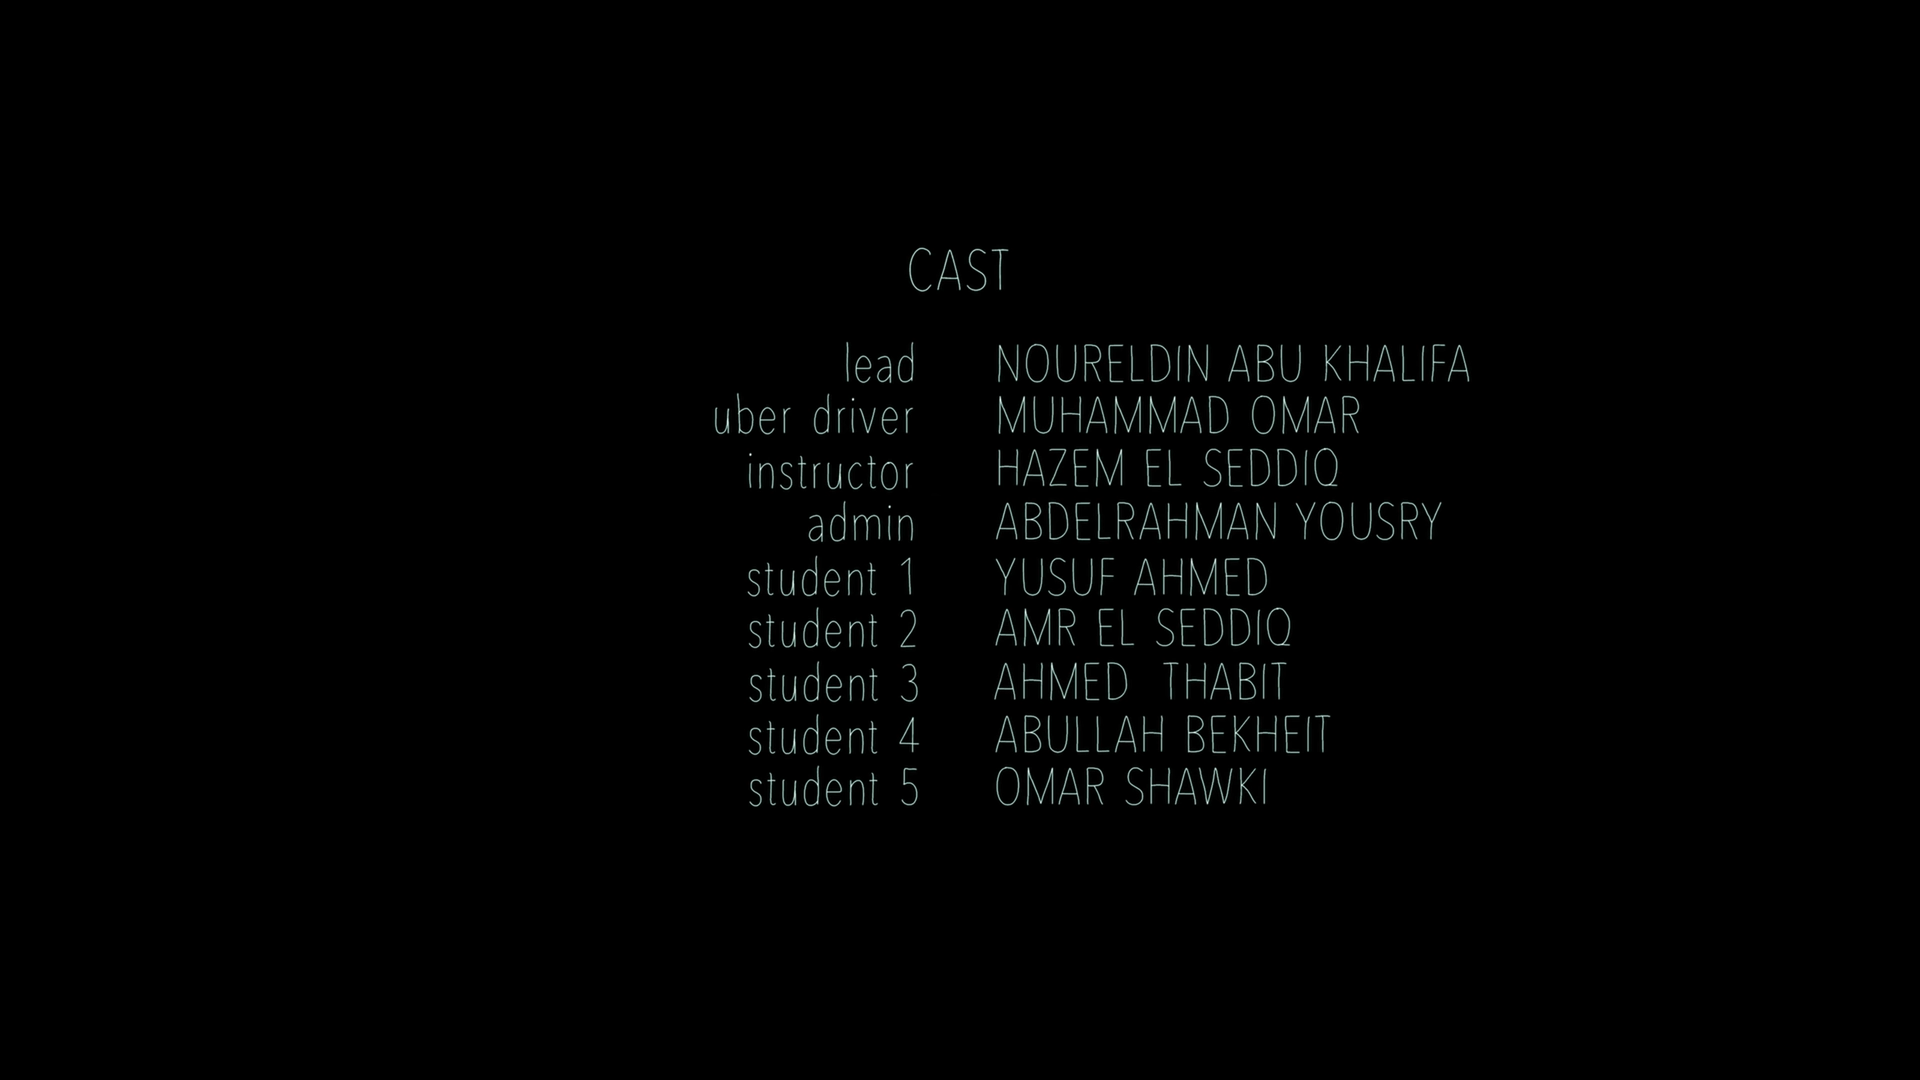 CAST
lead NOURELDIN ABU KHALIFA
uber driver MUHAMMAD OMAR
instructor HAZEM EL SEDDIQ
admin ABDELRAHMAN YOUSRY
student 1 YUSUF AHMED
student 2 AMR EL SEDDIQ
student 3 AHMED THABIT
student 4 ABULLAH BEKHEIT
student 5 OMAR SHAWKI